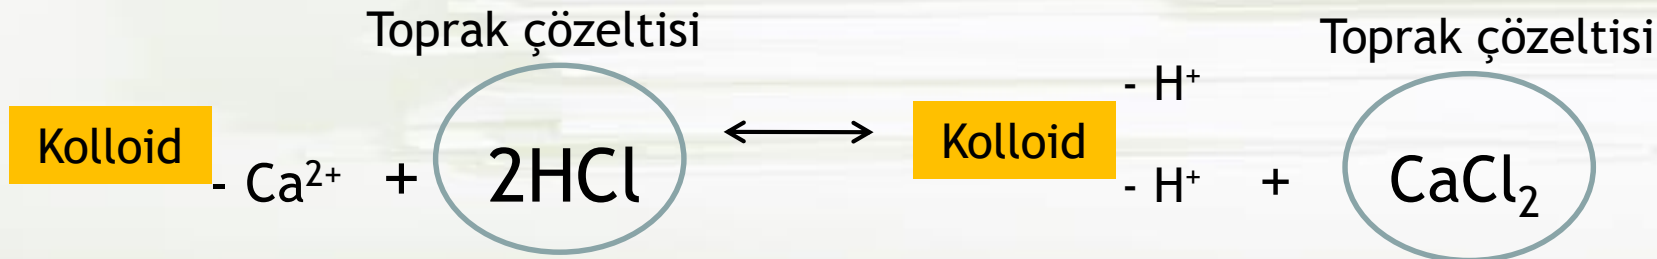 Toprak çözeltisi
Kolloid - Ca²⁺ + 2HCl ⟷ Kolloid - H⁺ - H⁺ + CaCl₂
Toprak çözeltisi